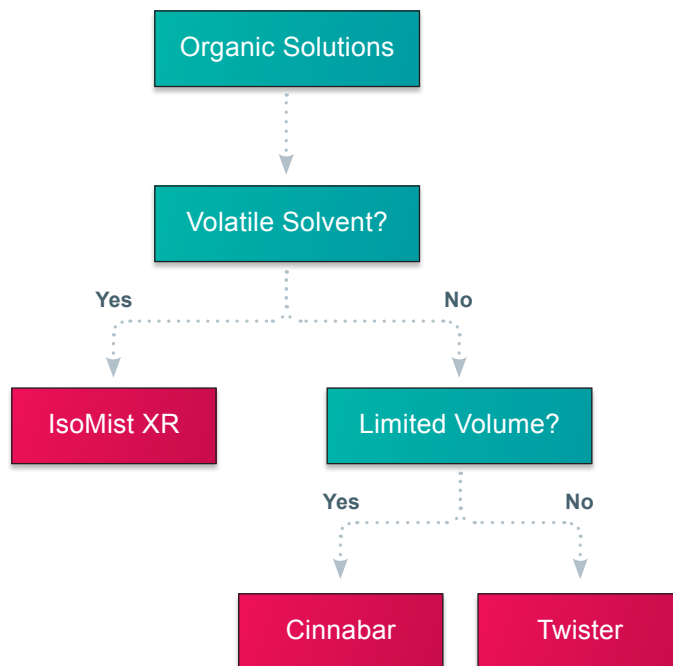 Organic Solutions
Volatile Solvent?
Yes
No
IsoMist XR
Limited Volume?
Yes
No
Cinnabar
Twister